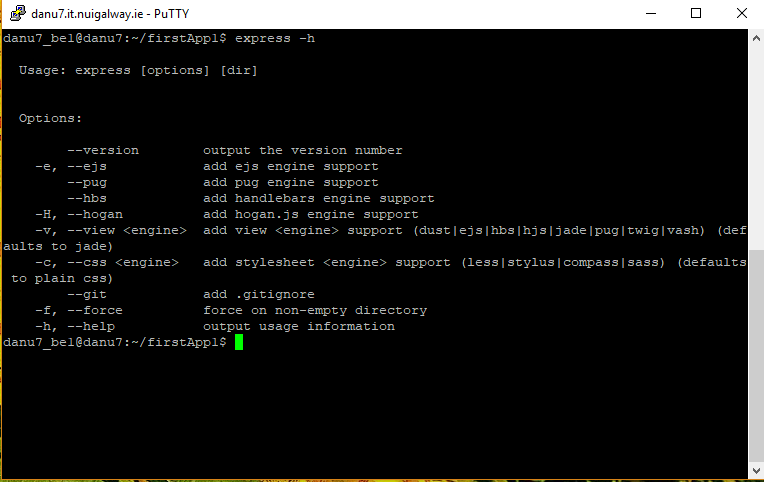 danu7.it.nuigalway.ie - PuTTY
danu7_bel@danu7:~/firstApp1$ express -h
Usage: express [options] [dir]
Options:
--version output the version number
-e, --ejs add ejs engine support
--pug add pug engine support
--hbs add handlebars engine support
-H, --hogan add hogan.js engine support
-v, --view <engine> add view <engine> support (dust|ejs|hbs|hjs|jade|pug|twig|vash) (def
aults to jade)
-c, --css <engine> add stylesheet <engine> support (less|stylus|compass|sass) (defaults
to plain css)
--git add .gitignore
-f, --force force on non-empty directory
-h, --help output usage information
danu7_bel@danu7:~/firstApp1$